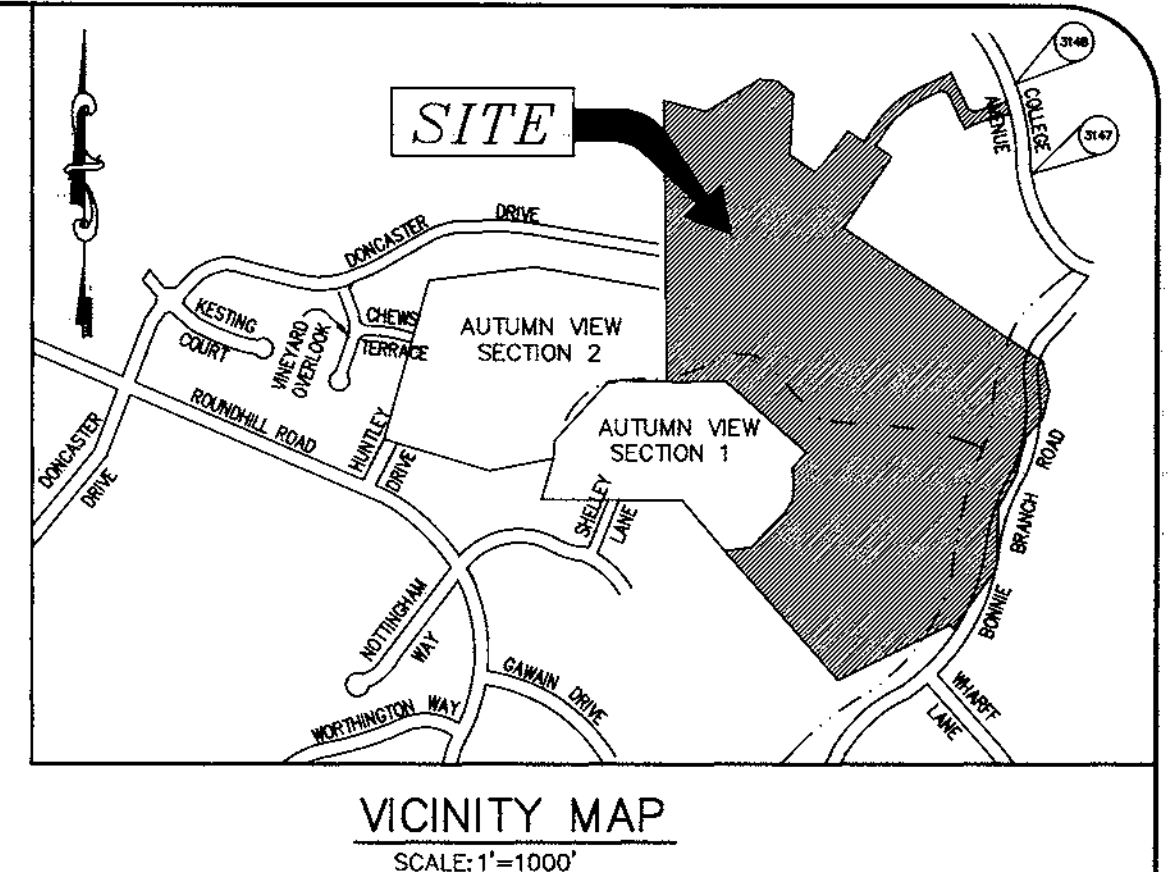 3148
COLLEGE
AVENUE
3147
SITE
DONCASTER DRIVE
KESTING
COURT
VINEYARD
OVERLOOK
CHEWS
TERRACE
AUTUMN VIEW
SECTION 2
AUTUMN VIEW
SECTION 1
ROUNDHILL ROAD
HUNTLEY
DRIVE
DONCASTER
DRIVE
SHELLEY
LANE
BONNIE BRANCH ROAD
NOTTINGHAM
WAY
GAWAIN DRIVE
WORTHINGTON WAY
WHARFF
LANE
VICINITY MAP
SCALE: 1'=1000'